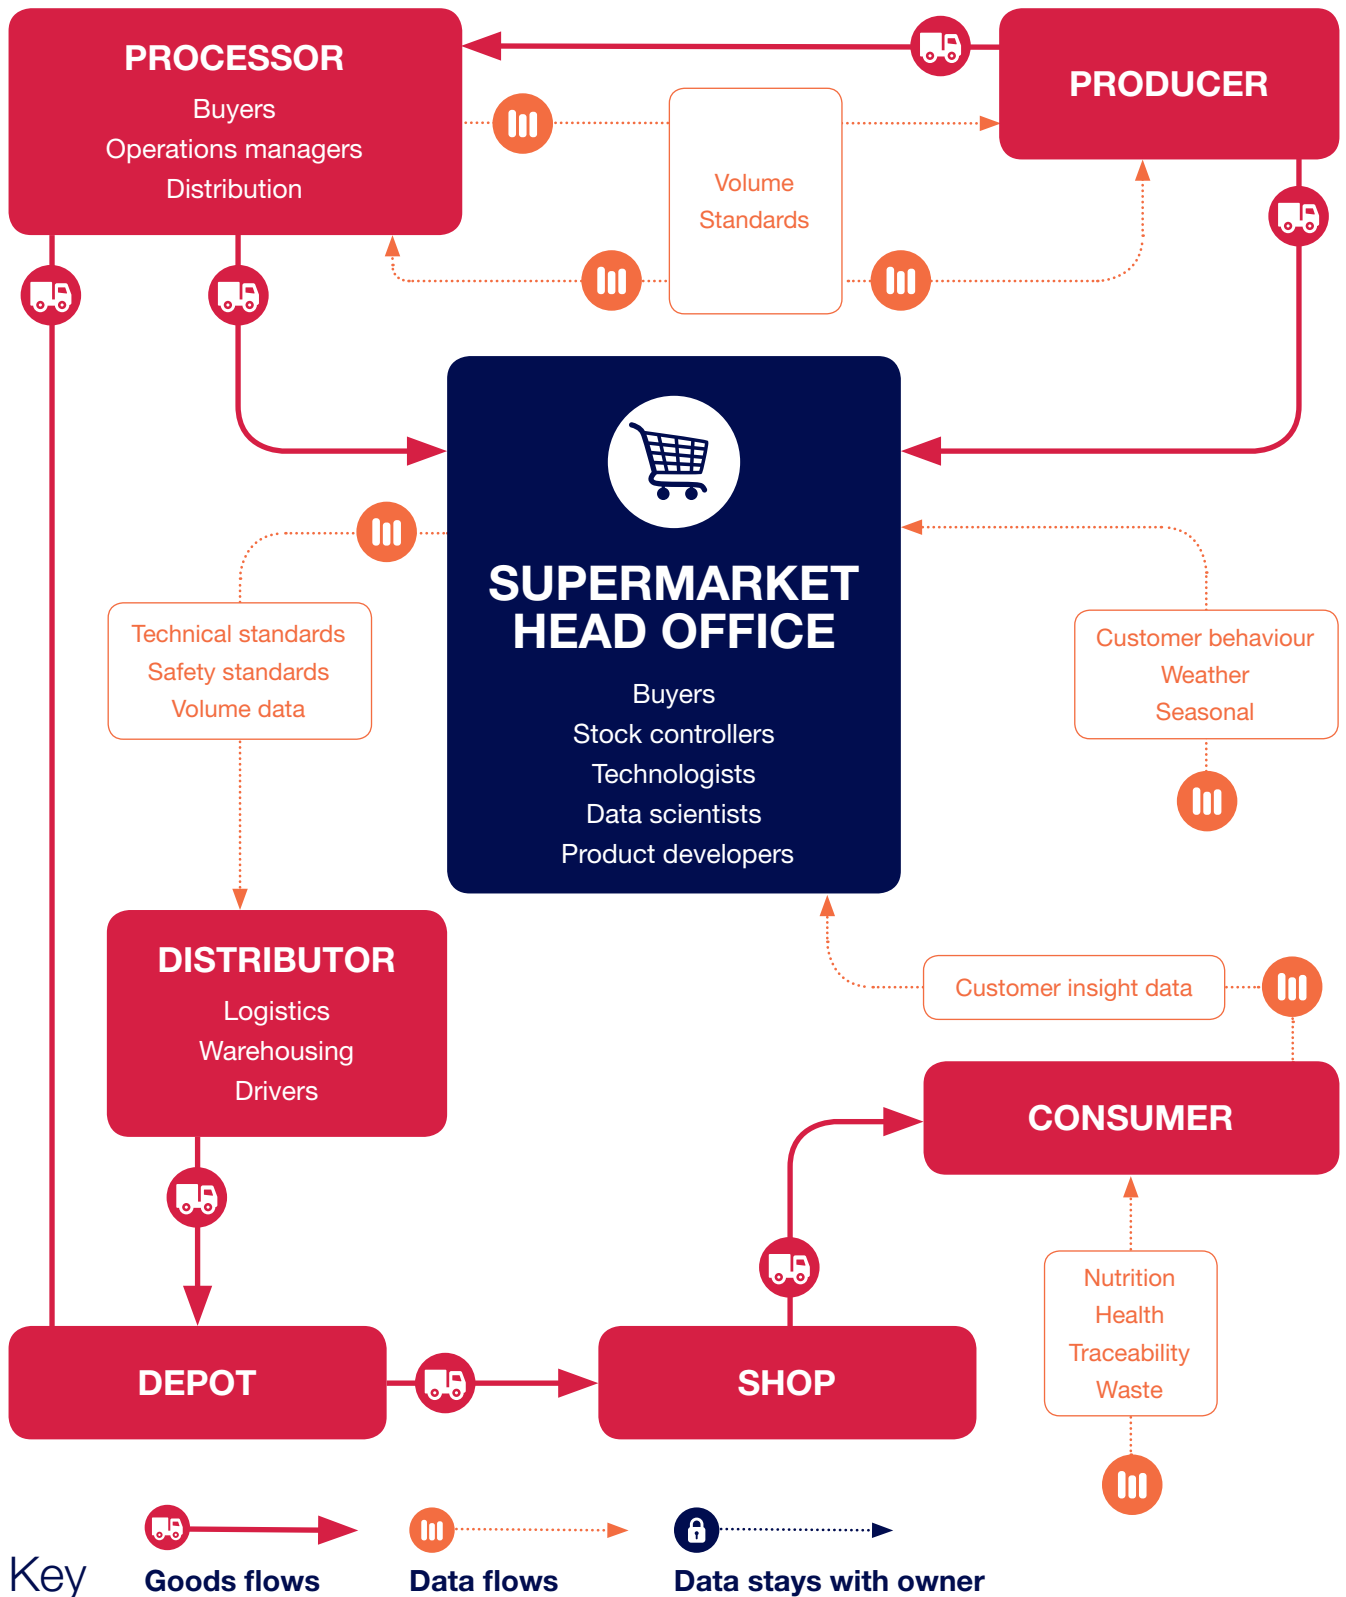 PROCESSOR
Buyers
Operations managers
Distribution
PRODUCER
Volume
Standards
SUPERMARKET
HEAD OFFICE
Buyers
Stock controllers
Technologists
Data scientists
Product developers
Technical standards
Safety standards
Volume data
Customer behaviour
Weather
Seasonal
DISTRIBUTOR
Logistics
Warehousing
Drivers
Customer insight data
CONSUMER
Nutrition
Health
Traceability
Waste
DEPOT
SHOP
Key
Goods flows
Data flows
Data stays with owner